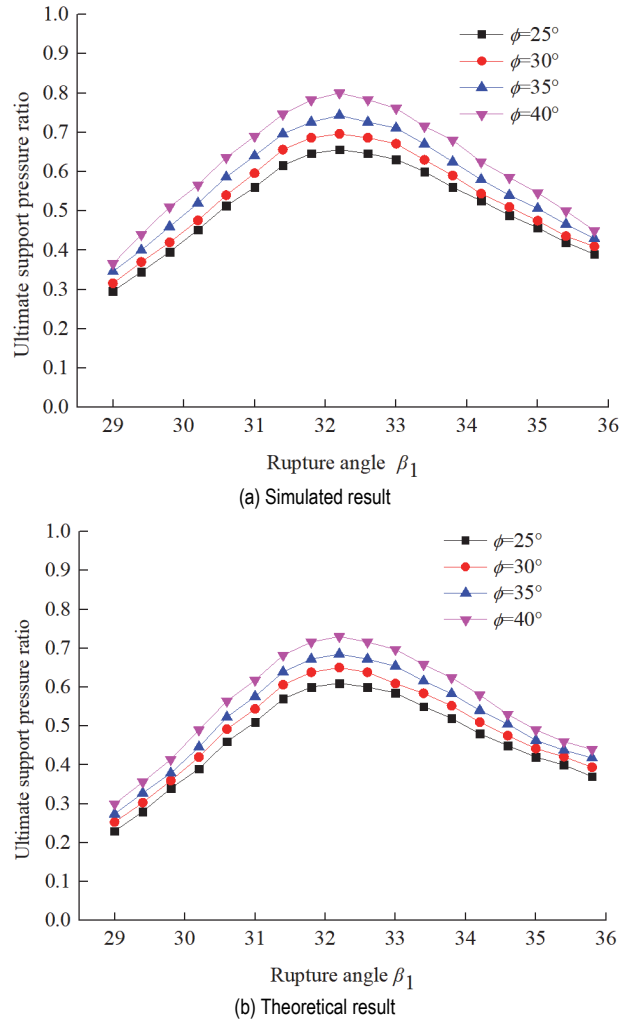 1.0
0.9
0.8
0.7
0.6
0.5
0.4
0.3
0.2
0.1
0.0
Ultimate support pressure ratio
ϕ=25°
ϕ=30°
ϕ=35°
ϕ=40°
29 30 31 32 33 34 35 36
Rupture angle β1
(a) Simulated result
1.0
0.9
0.8
0.7
0.6
0.5
0.4
0.3
0.2
0.1
0.0
Ultimate support pressure ratio
ϕ=25°
ϕ=30°
ϕ=35°
ϕ=40°
29 30 31 32 33 34 35 36
Rupture angle β1
(b) Theoretical result